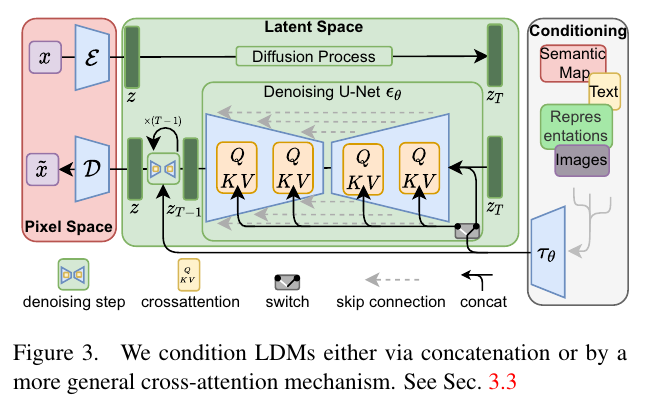 Latent Space
Conditioning
x
ℰ
z
Diffusion Process
z_T
Semantic
Map
Text
Repres
entations
Images
Denoising U-Net ϵ_θ
×(T−1)
Q
KV
Q
KV
Q
KV
Q
KV
x̃
𝒟
z
z_{T−1}
z_T
Pixel Space
τ_θ
Q
KV
denoising step
crossattention
switch
skip connection
concat
Figure 3. We condition LDMs either via concatenation or by a
more general cross-attention mechanism. See Sec. 3.3